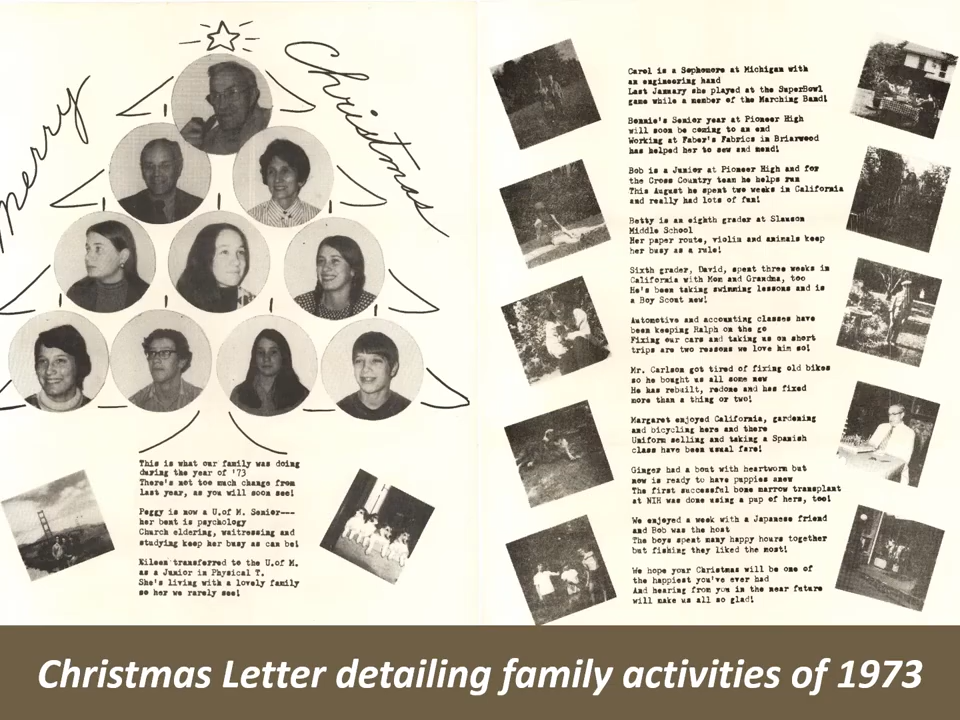 Merry
Christmas
This is what our family was doing
during the year of '73
There's not too much change from
last year, as you will soon see!
Peggy is now a U.of M. Senior---
her bent is psychology
Church eldering, waitressing and
studying keep her busy as can be!
Eileen transferred to the U.of M.
as a Junior in Physical T.
She's living with a lovely family
so her we rarely see!
Carol is a Sophomore at Michigan with
an engineering hand
Last January she played at the SuperBowl
game while a member of the Marching Band!
Bonnie's Senior year at Pioneer High
will soon be coming to an end
Working at Faber's Fabrics in Briarwood
has helped her to sew and mend!
Bob is a Junior at Pioneer High and for
the Cross Country team he helps run
This August he spent two weeks in California
and really had lots of fun!
Betty is an eighth grader at Slauson
Middle School
Her paper route, violin and animals keep
her busy as a rule!
Sixth grader, David, spent three weeks in
California with Mom and Grandma, too
He's been taking swimming lessons and is
a Boy Scout now!
Automotive and accounting classes have
been keeping Ralph on the go
Fixing our cars and taking us on short
trips are two reasons we love him so!
Mr. Carlson got tired of fixing old bikes
so he bought us all some new
He has rebuilt, redone and has fixed
more than a thing or two!
Margaret enjoyed California, gardening
and bicycling here and there
Uniform selling and taking a Spanish
class have been usual fare!
Ginger had a bout with heartworm but
now is ready to have puppies anew
The first successful bone marrow transplant
at NIH was done using a pup of hers, too!
We enjoyed a week with a Japanese friend
and Bob was the host
The boys spent many happy hours together
but fishing they liked the most!
We hope your Christmas will be one of
the happiest you've ever had
And hearing from you in the near future
will make us all so glad!
Christmas Letter detailing family activities of 1973